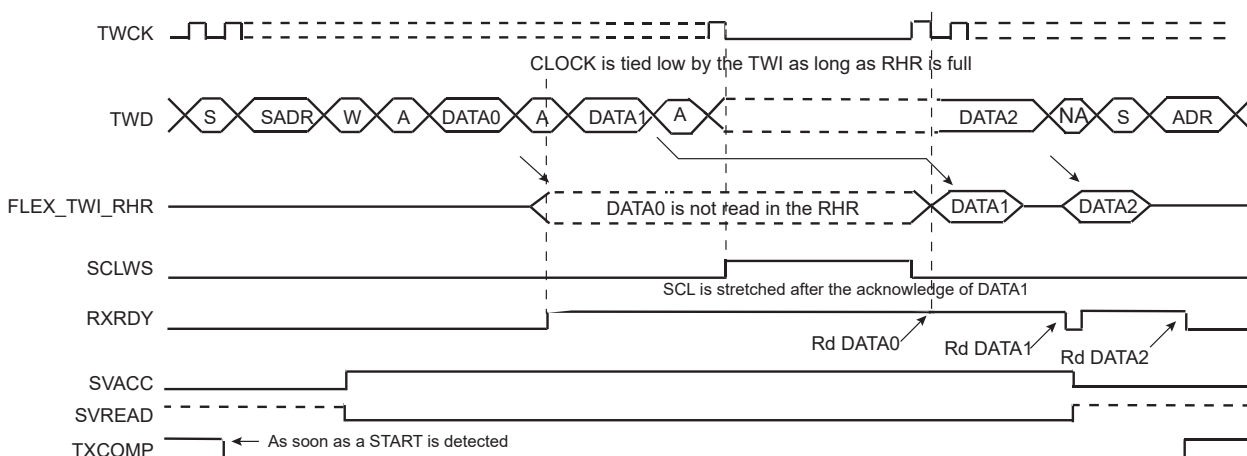 TWCK
CLOCK is tied low by the TWI as long as RHR is full
TWD S SADR W A DATA0 A DATA1 A DATA2 NA S ADR
FLEX_TWI_RHR DATA0 is not read in the RHR DATA1 DATA2
SCLWS
SCL is stretched after the acknowledge of DATA1
RXRDY
Rd DATA0 Rd DATA1 Rd DATA2
SVACC
SVREAD
TXCOMP As soon as a START is detected